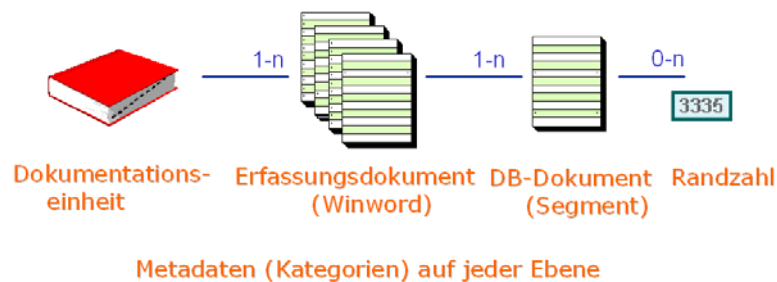 1-n
1-n
0-n
3335
Dokumentations-
einheit
Erfassungsdokument
(Winword)
DB-Dokument
(Segment)
Randzahl
Metadaten (Kategorien) auf jeder Ebene